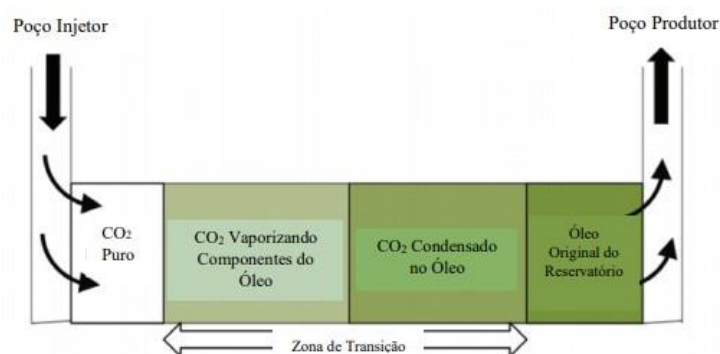 Poço Injetor
Poço Produtor
CO₂
Puro
CO₂ Vaporizando
Componentes do
Óleo
CO₂ Condensado
no Óleo
Óleo
Original do
Reservatório
Zona de Transição